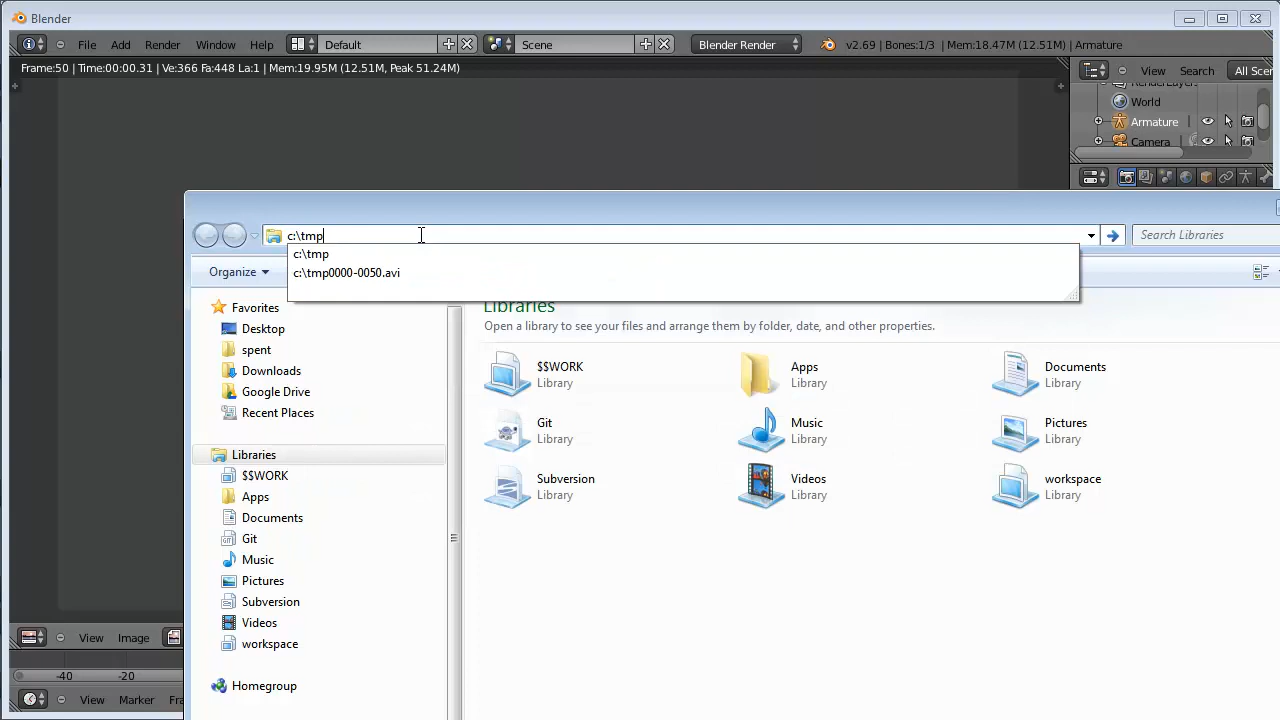 Blender
File Add Render Window Help Default Scene Blender Render v2.69 | Bones:1/3 | Mem:18.47M (12.51M) | Armature
Frame:50 | Time:00:00.31 | Ve:366 Fa:448 La:1 | Mem:19.95M (12.51M, Peak 51.24M)
View Search All Scen
RenderLayers
World
Armature
Camera
c:\tmp
Search Libraries
c:\tmp
c:\tmp0000-0050.avi
Organize
Libraries
Open a library to see your files and arrange them by folder, date, and other properties.
Favorites
Desktop
spent
Downloads
Google Drive
Recent Places
Libraries
$$WORK
Apps
Documents
Git
Music
Pictures
Subversion
Videos
workspace
Homegroup
$$WORK
Library
Apps
Library
Documents
Library
Git
Library
Music
Library
Pictures
Library
Subversion
Library
Videos
Library
workspace
Library
View Image
-40 -20
View Marker Fra